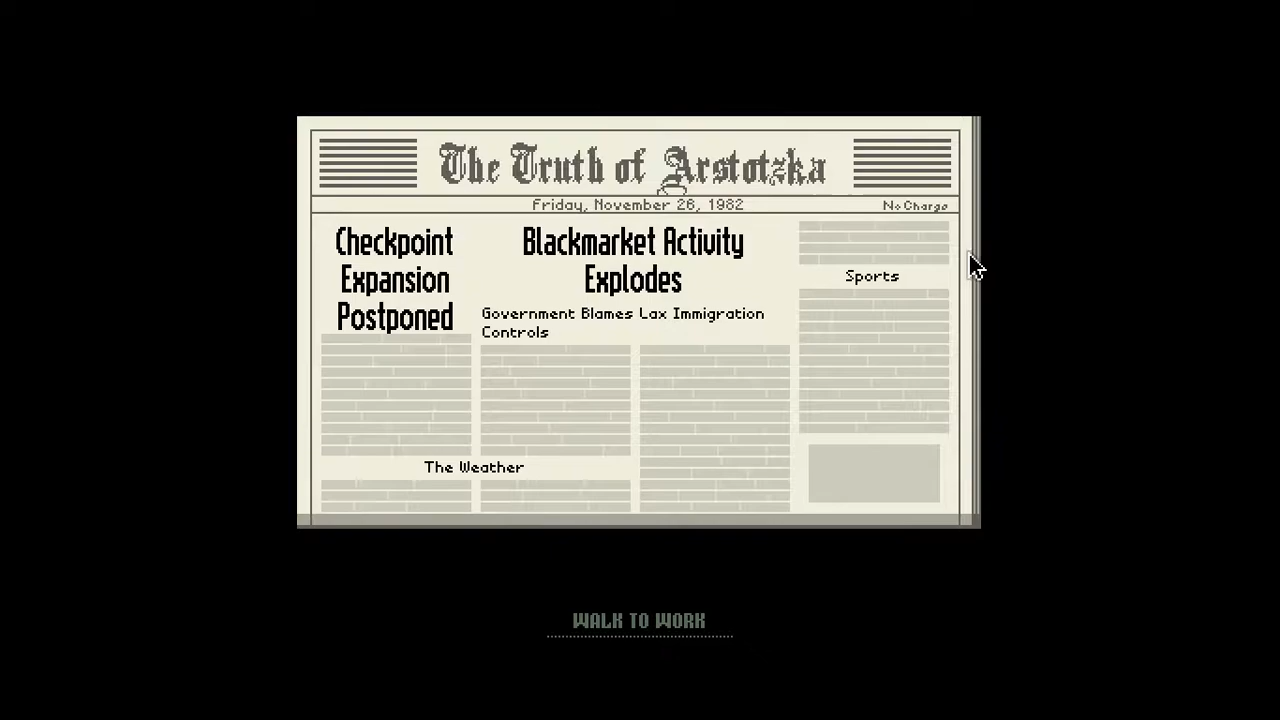 The Truth of Arstotzka
Friday, November 26, 1982
No Charge
Checkpoint
Expansion
Postponed
Blackmarket Activity
Explodes
Government Blames Lax Immigration
Controls
Sports
The Weather
WALK TO WORK